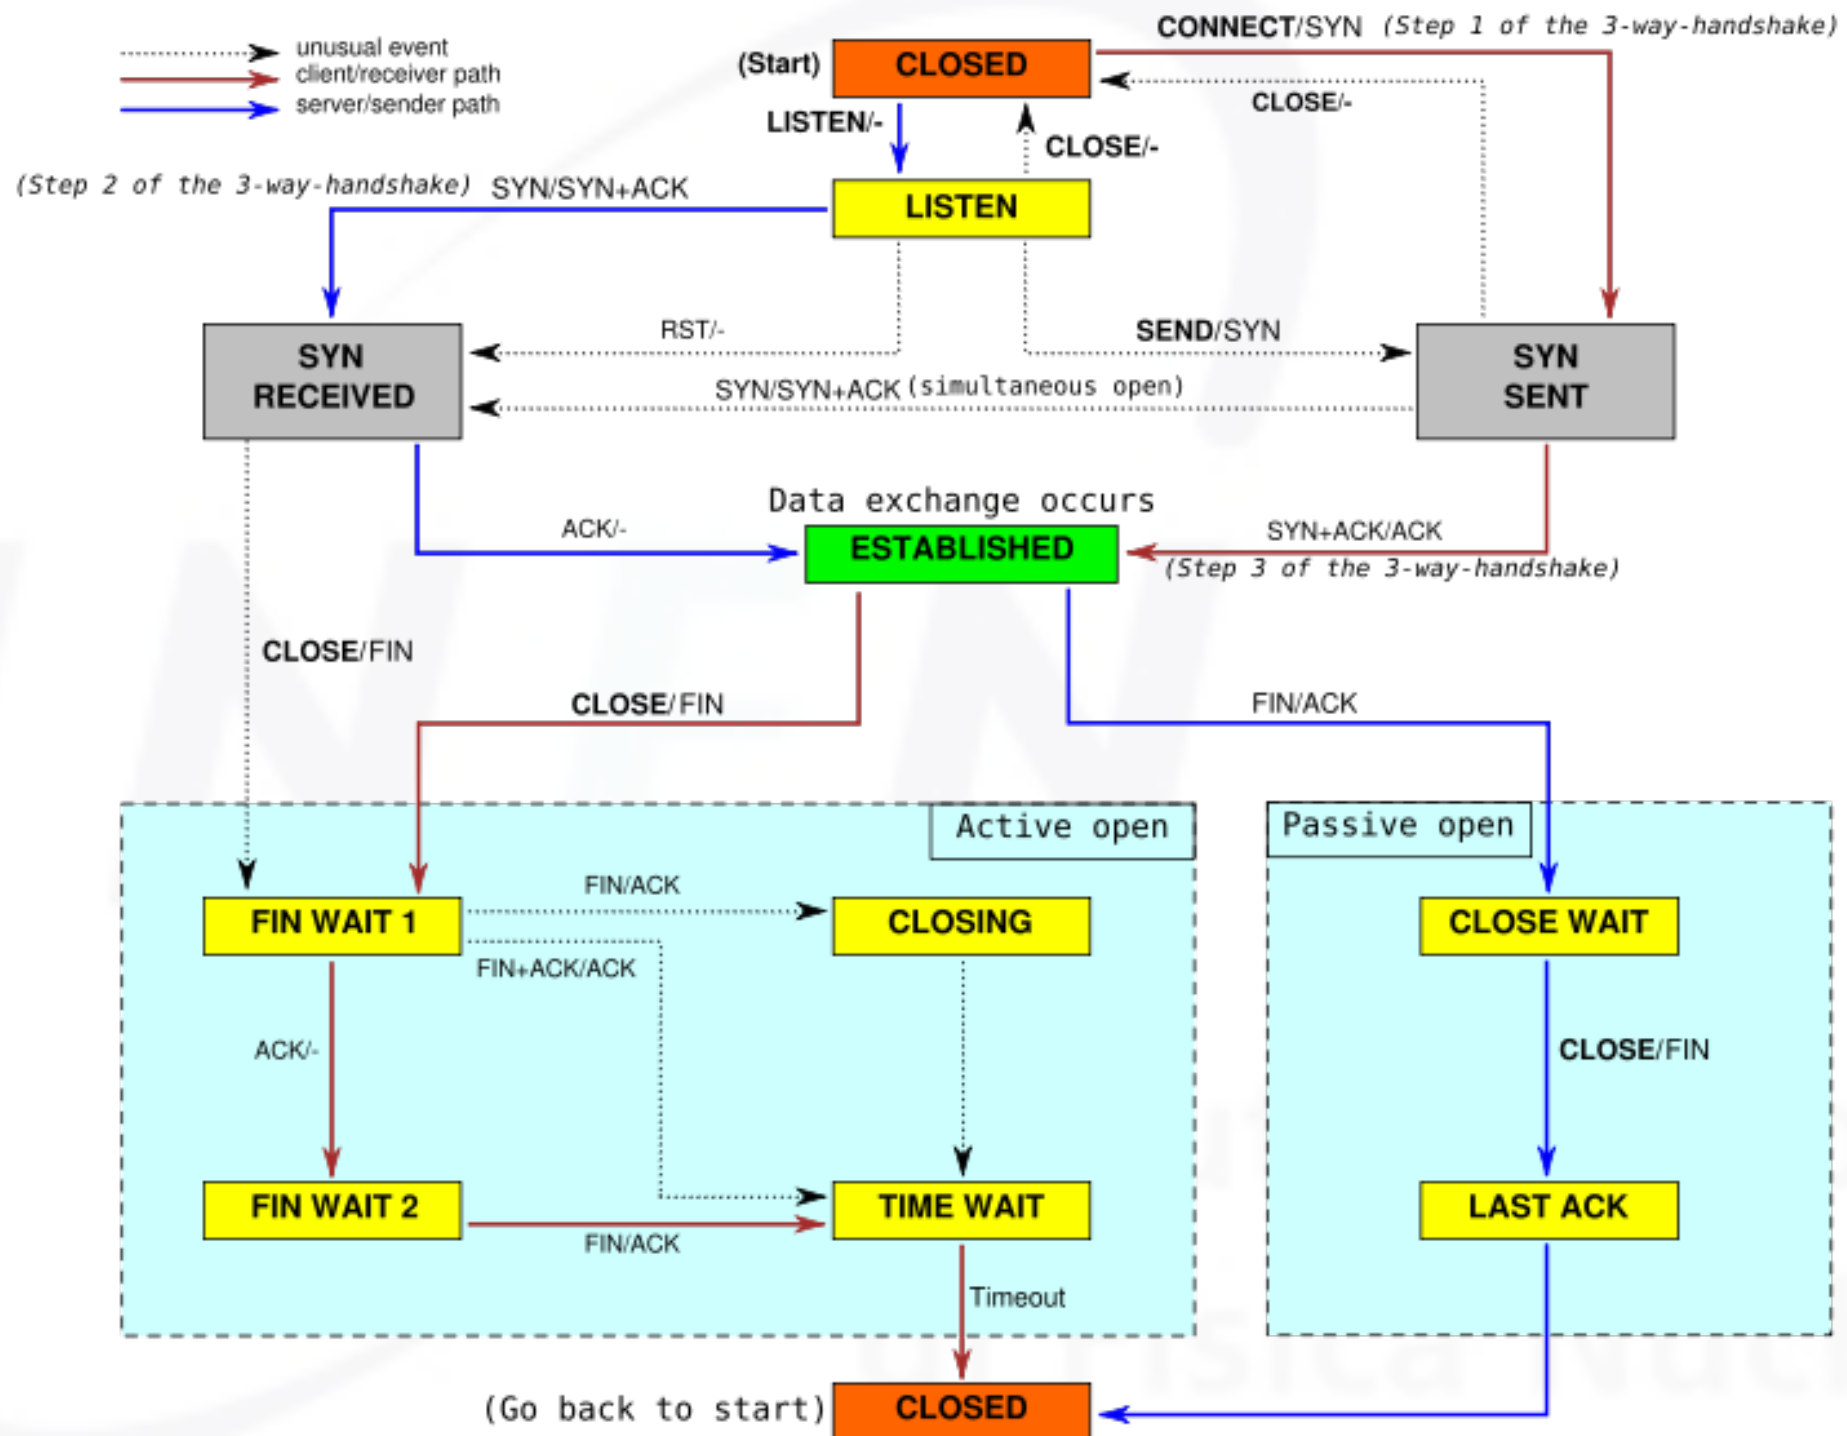 CONNECT/SYN (Step 1 of the 3-way-handshake)
unusual event
client/receiver path
server/sender path
(Start)
CLOSED
CLOSE/-
LISTEN/-
CLOSE/-
(Step 2 of the 3-way-handshake) SYN/SYN+ACK
LISTEN
RST/-
SEND/SYN
SYN
RECEIVED
SYN
SENT
SYN/SYN+ACK (simultaneous open)
Data exchange occurs
ACK/-
ESTABLISHED
SYN+ACK/ACK
(Step 3 of the 3-way-handshake)
CLOSE/FIN
CLOSE/FIN
FIN/ACK
Active open
Passive open
FIN WAIT 1
FIN/ACK
CLOSING
CLOSE WAIT
FIN+ACK/ACK
ACK/-
CLOSE/FIN
FIN WAIT 2
FIN/ACK
TIME WAIT
LAST ACK
Timeout
(Go back to start)
CLOSED